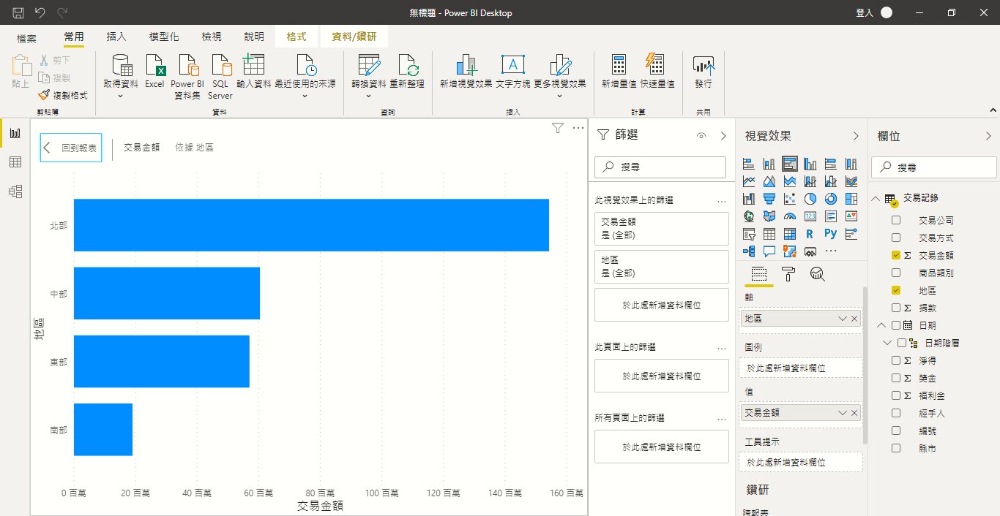 無標題 - Power BI Desktop
登入
檔案
常用
插入
模型化
檢視
說明
格式
資料/鑽研
貼上
剪下
複製
複製格式
剪貼簿
取得資料
Excel
Power BI
資料集
SQL
Server
輸入資料
最近使用的來源
資料
轉換資料
重新整理
查詢
新增視覺效果
文字方塊
更多視覺效果
插入
新增量值
快速量值
計算
發行
共用
回到報表
交易金額
依據 地區
北部
中部
東部
南部
地區
0 百萬
20 百萬
40 百萬
60 百萬
80 百萬
100 百萬
120 百萬
140 百萬
160 百萬
交易金額
篩選
搜尋
此視覺效果上的篩選
交易金額
是 (全部)
地區
是 (全部)
於此處新增資料欄位
此頁面上的篩選
於此處新增資料欄位
所有頁面上的篩選
於此處新增資料欄位
視覺效果
123
R
Py
軸
地區
圖例
於此處新增資料欄位
值
交易金額
工具提示
於此處新增資料欄位
鑽研
跨報表
欄位
搜尋
交易記錄
交易公司
交易方式
Σ 交易金額
商品類別
地區
Σ 捐款
日期
日期階層
Σ 淨得
Σ 獎金
Σ 福利金
經手人
編號
縣市